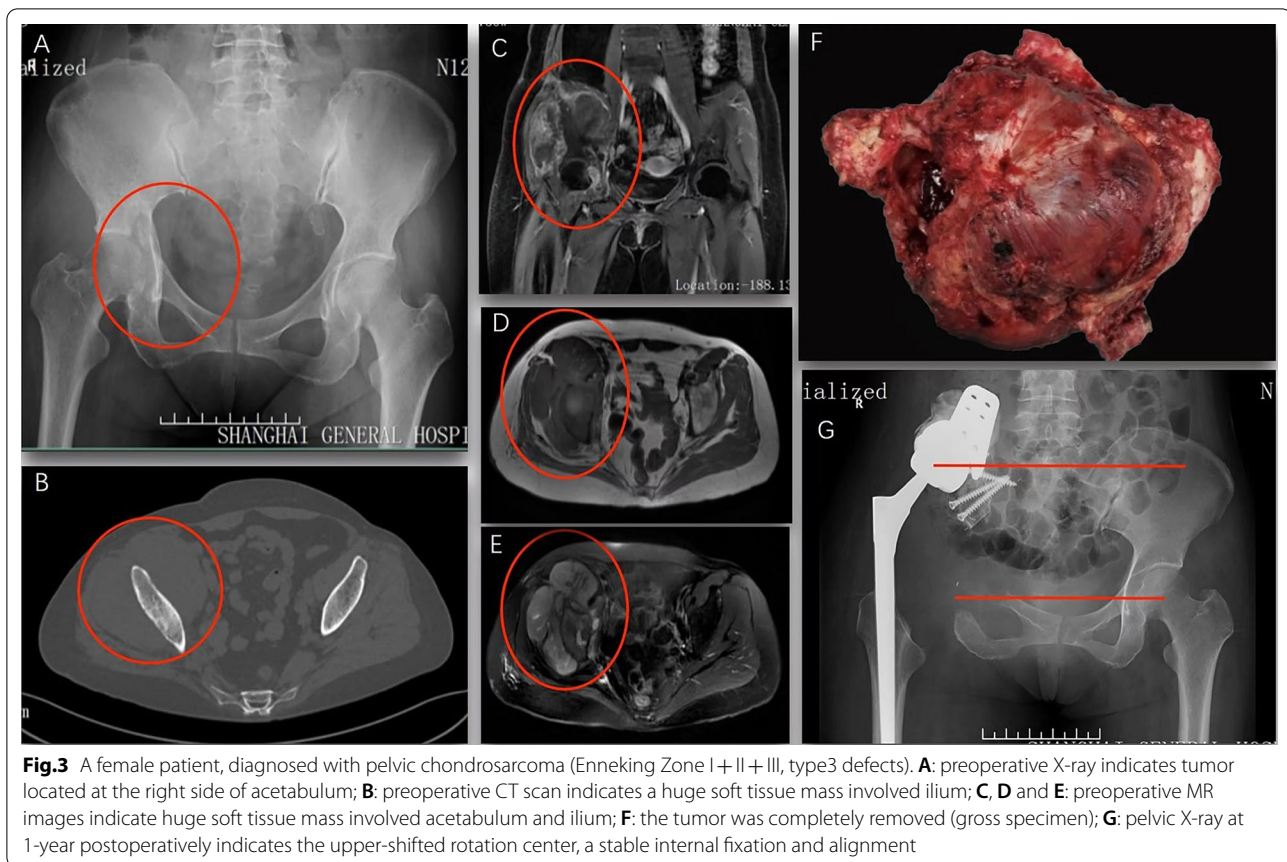 A
R
ialized
N12
SHANGHAI GENERAL HOSPI
B
m
C
Location:-188.13
D
E
F
ialized
R
N
G
Fig.3 A female patient, diagnosed with pelvic chondrosarcoma (Enneking Zone I+II+III, type3 defects). A: preoperative X-ray indicates tumor
located at the right side of acetabulum; B: preoperative CT scan indicates a huge soft tissue mass involved ilium; C, D and E: preoperative MR
images indicate huge soft tissue mass involved acetabulum and ilium; F: the tumor was completely removed (gross specimen); G: pelvic X-ray at
1-year postoperatively indicates the upper-shifted rotation center, a stable internal fixation and alignment